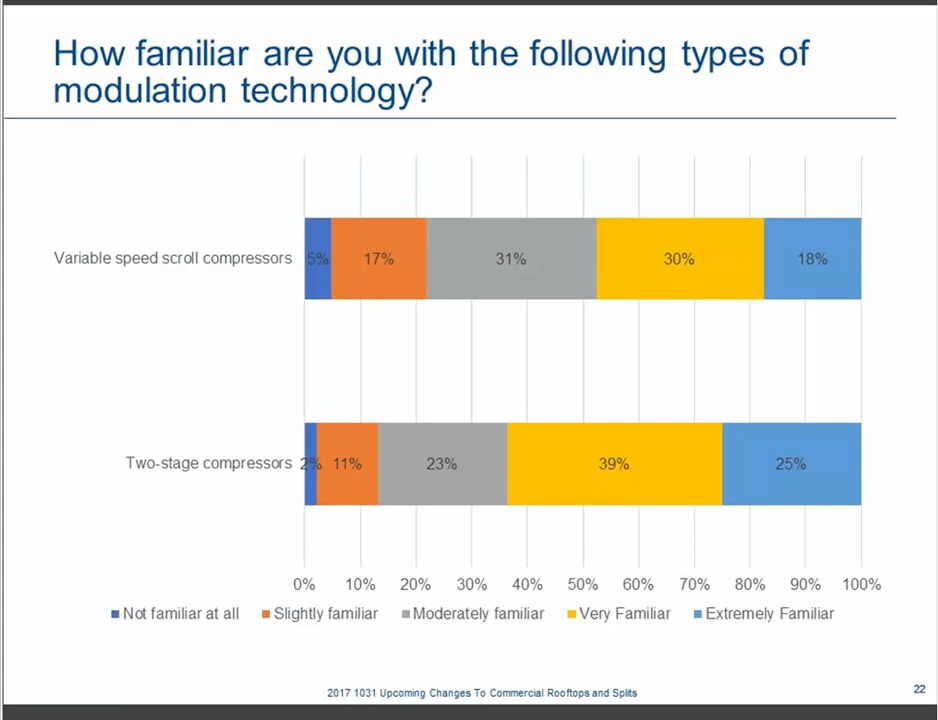 How familiar are you with the following types of
modulation technology?
Variable speed scroll compressors 5% 17% 31% 30% 18%
Two-stage compressors 2% 11% 23% 39% 25%
0% 10% 20% 30% 40% 50% 60% 70% 80% 90% 100%
Not familiar at all Slightly familiar Moderately familiar Very Familiar Extremely Familiar
2017 1031 Upcoming Changes To Commercial Rooftops and Splits
22